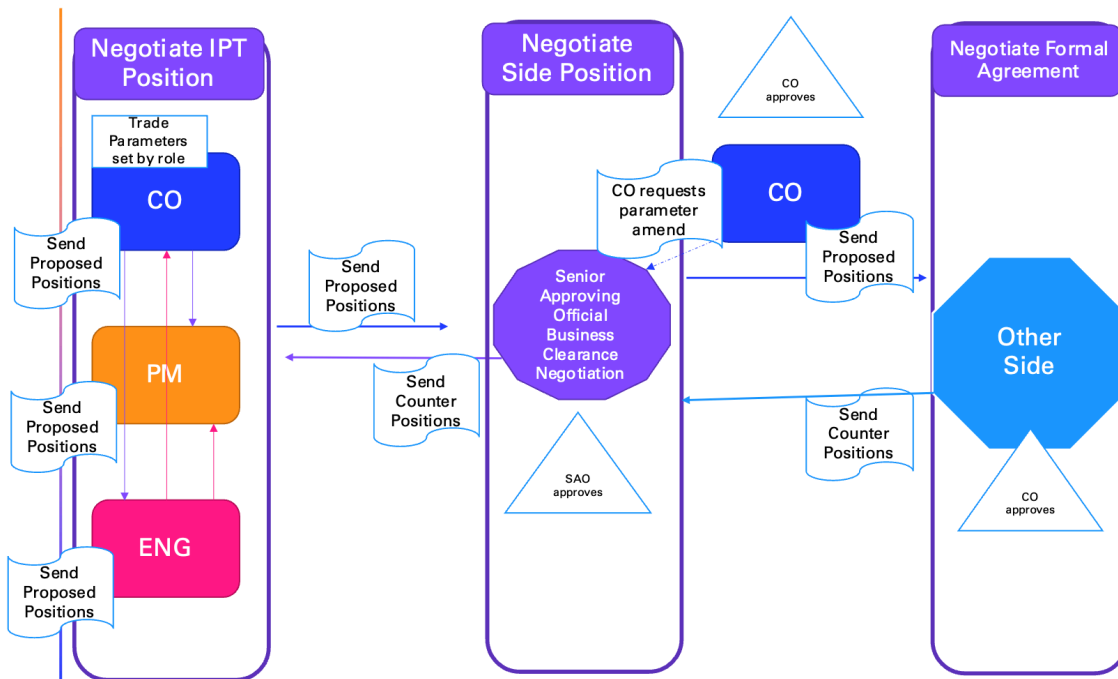 Negotiate IPT
Position
Trade
Parameters
set by role
CO
Send
Proposed
Positions
PM
Send
Proposed
Positions
ENG
Send
Proposed
Positions
Send
Proposed
Positions
Send
Counter
Positions
Negotiate
Side Position
Senior
Approving
Official
Business
Clearance
Negotiation
SAO
approves
CO
approves
CO requests
parameter
amend
CO
Send
Proposed
Positions
Send
Counter
Positions
Negotiate Formal
Agreement
Other
Side
CO
approves